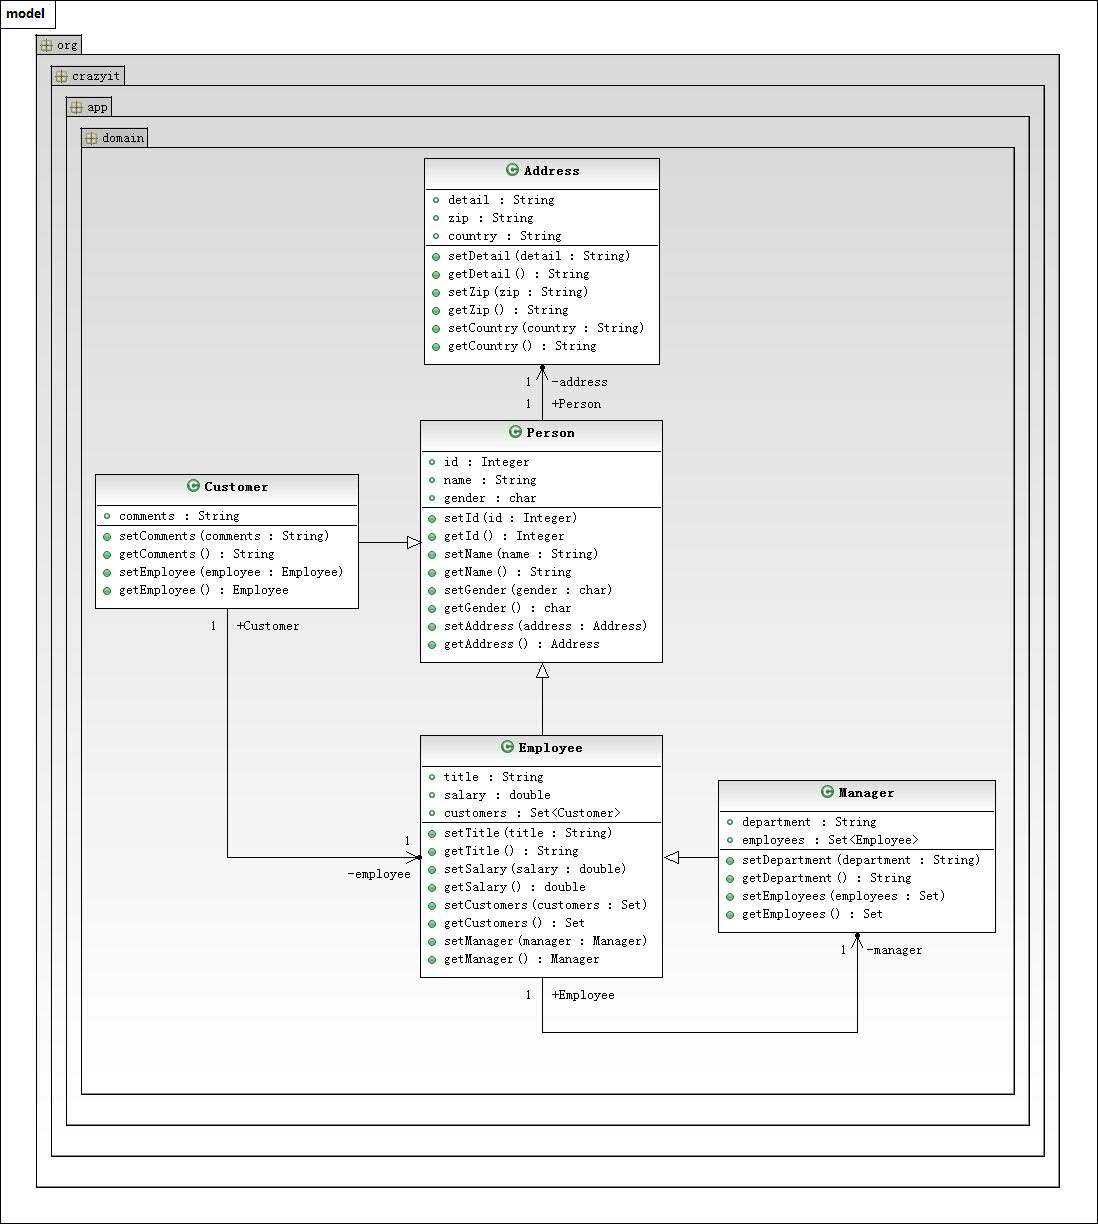 model
org
crazyit
app
domain
Address
detail : String
zip : String
country : String
setDetail(detail : String)
getDetail() : String
setZip(zip : String)
getZip() : String
setCountry(country : String)
getCountry() : String
1 -address
1 +Person
Person
id : Integer
name : String
gender : char
setId(id : Integer)
getId() : Integer
setName(name : String)
getName() : String
setGender(gender : char)
getGender() : char
setAddress(address : Address)
getAddress() : Address
Customer
comments : String
setComments(comments : String)
getComments() : String
setEmployee(employee : Employee)
getEmployee() : Employee
1 +Customer
1
-employee
Employee
title : String
salary : double
customers : Set<Customer>
setTitle(title : String)
getTitle() : String
setSalary(salary : double)
getSalary() : double
setCustomers(customers : Set)
getCustomers() : Set
setManager(manager : Manager)
getManager() : Manager
1 +Employee
Manager
department : String
employees : Set<Employee>
setDepartment(department : String)
getDepartment() : String
setEmployees(employees : Set)
getEmployees() : Set
1 -manager